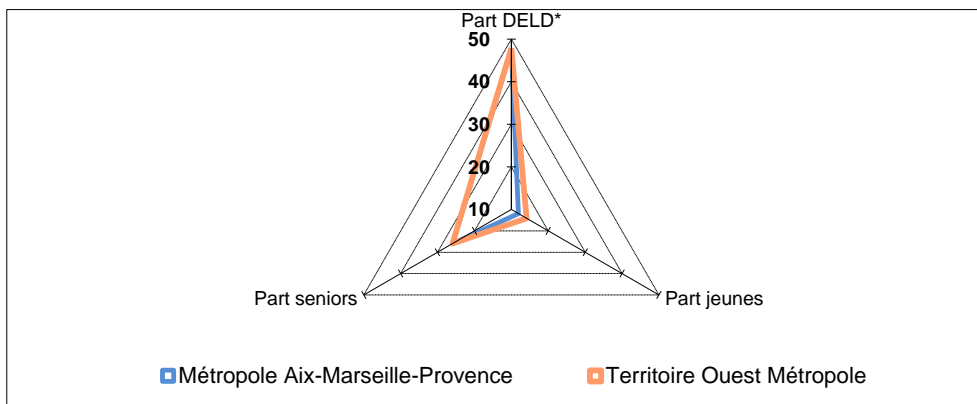 Part DELD*
50
40
30
20
10
Part seniors
Part jeunes
Métropole Aix-Marseille-Provence
Territoire Ouest Métropole